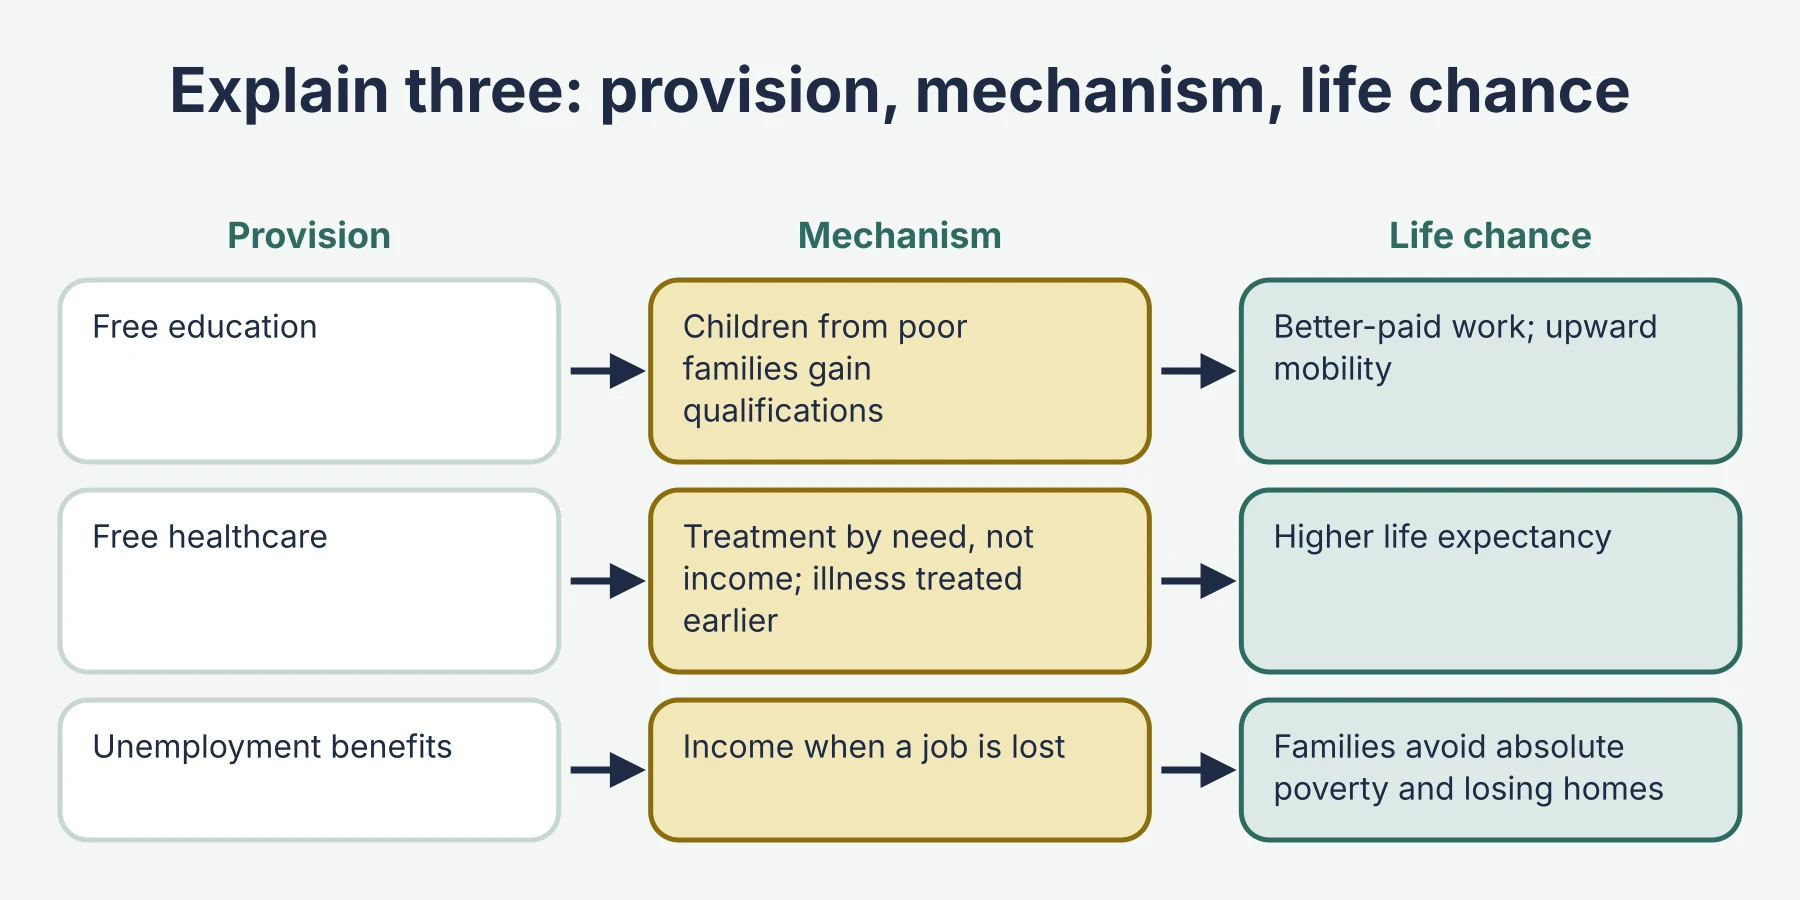 Explain three: provision, mechanism, life chance
Provision
Mechanism
Life chance
Free education
Children from poor
families gain
qualifications
Better-paid work; upward
mobility
Free healthcare
Treatment by need, not
income; illness treated
earlier
Higher life expectancy
Unemployment benefits
Income when a job is lost
Families avoid absolute
poverty and losing homes